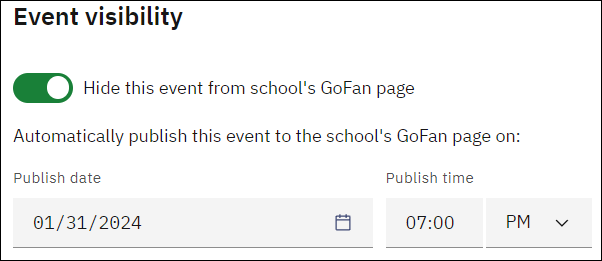 Event visibility
Hide this event from school's GoFan page
Automatically publish this event to the school's GoFan page on:
Publish date Publish time
01/31/2024 07:00 PM